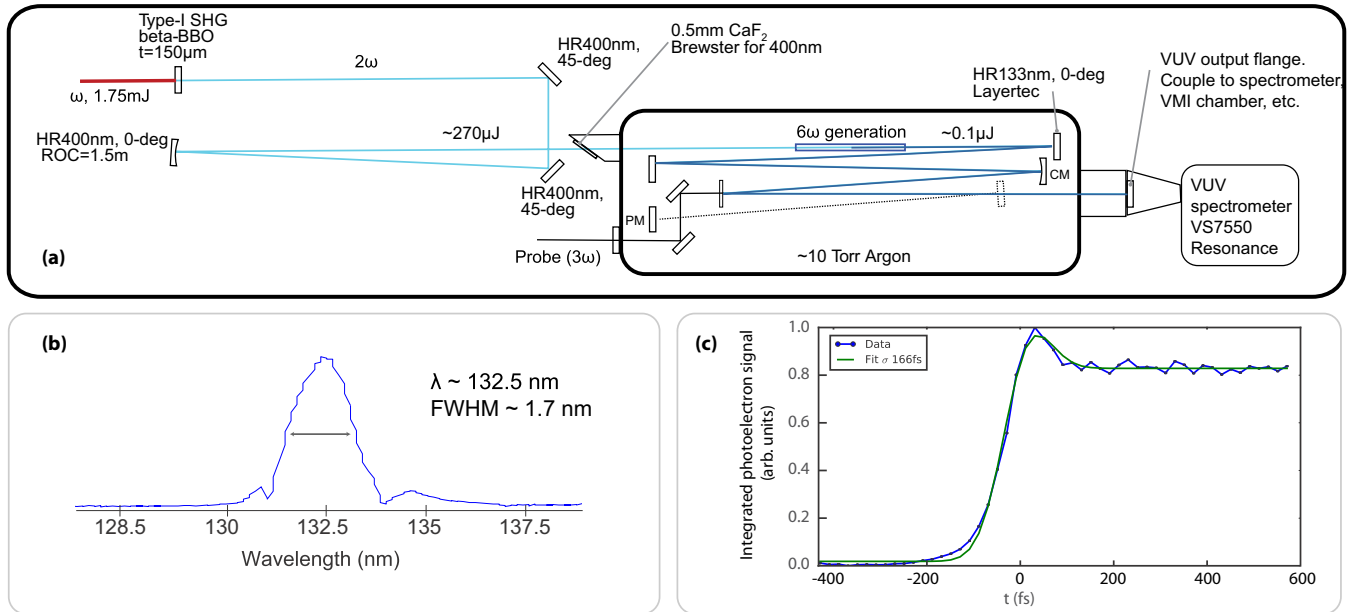 Type-I SHG
beta-BBO
t=150μm
2ω
HR400nm,
45-deg
0.5mm CaF₂
Brewster for 400nm
HR133nm, 0-deg
Layertec
VUV output flange.
Couple to spectrometer,
VMI chamber, etc.
ω, 1.75mJ
HR400nm, 0-deg
ROC=1.5m
~270μJ
6ω generation
~0.1μJ
CM
HR400nm,
45-deg
PM
Probe (3ω)
~10 Torr Argon
VUV
spectrometer
VS7550
Resonance
(a)
(b)
λ ~ 132.5 nm
FWHM ~ 1.7 nm
128.5
130
132.5
135
137.5
Wavelength (nm)
(c)
Data
Fit σ 166fs
1.0
0.8
0.6
0.4
0.2
0.0
Integrated photoelectron signal
(arb. units)
-400
-200
0
200
400
600
t (fs)